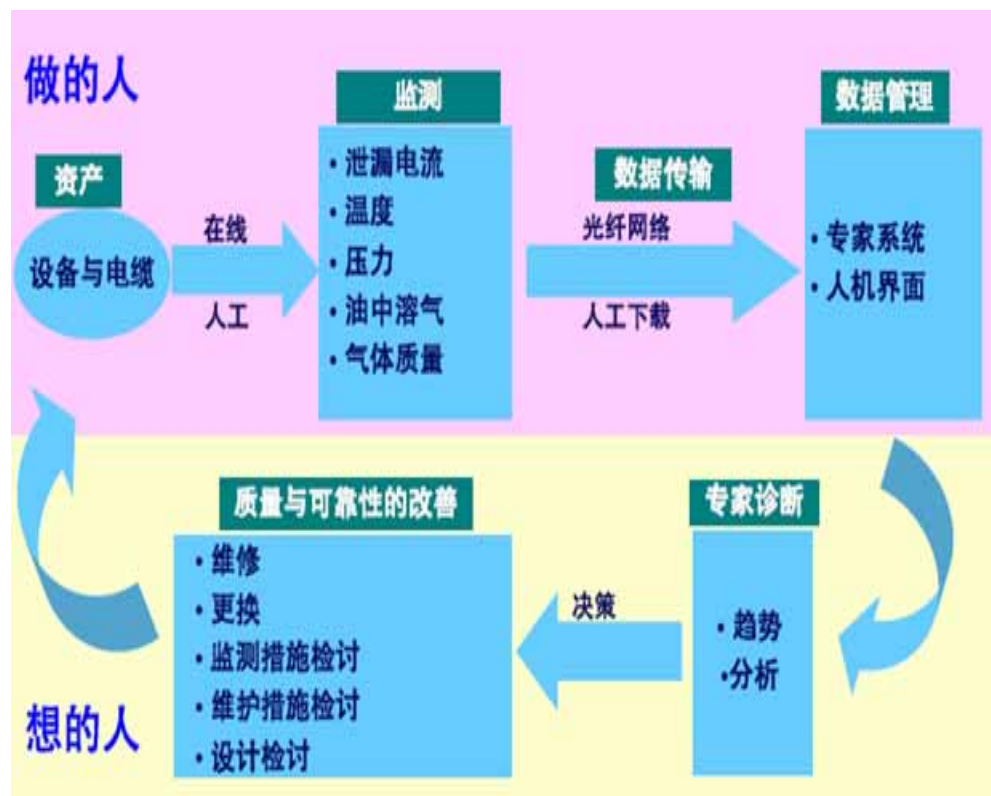 做的人
监测
数据管理
资产
数据传输
设备与电缆
在线
人工
• 泄漏电流
• 温度
• 压力
• 油中溶气
• 气体质量
光纤网络
人工下载
• 专家系统
• 人机界面
质量与可靠性的改善
专家诊断
• 维修
• 更换
• 监测措施检讨
• 维护措施检讨
• 设计检讨
决策
• 趋势
•分析
想的人